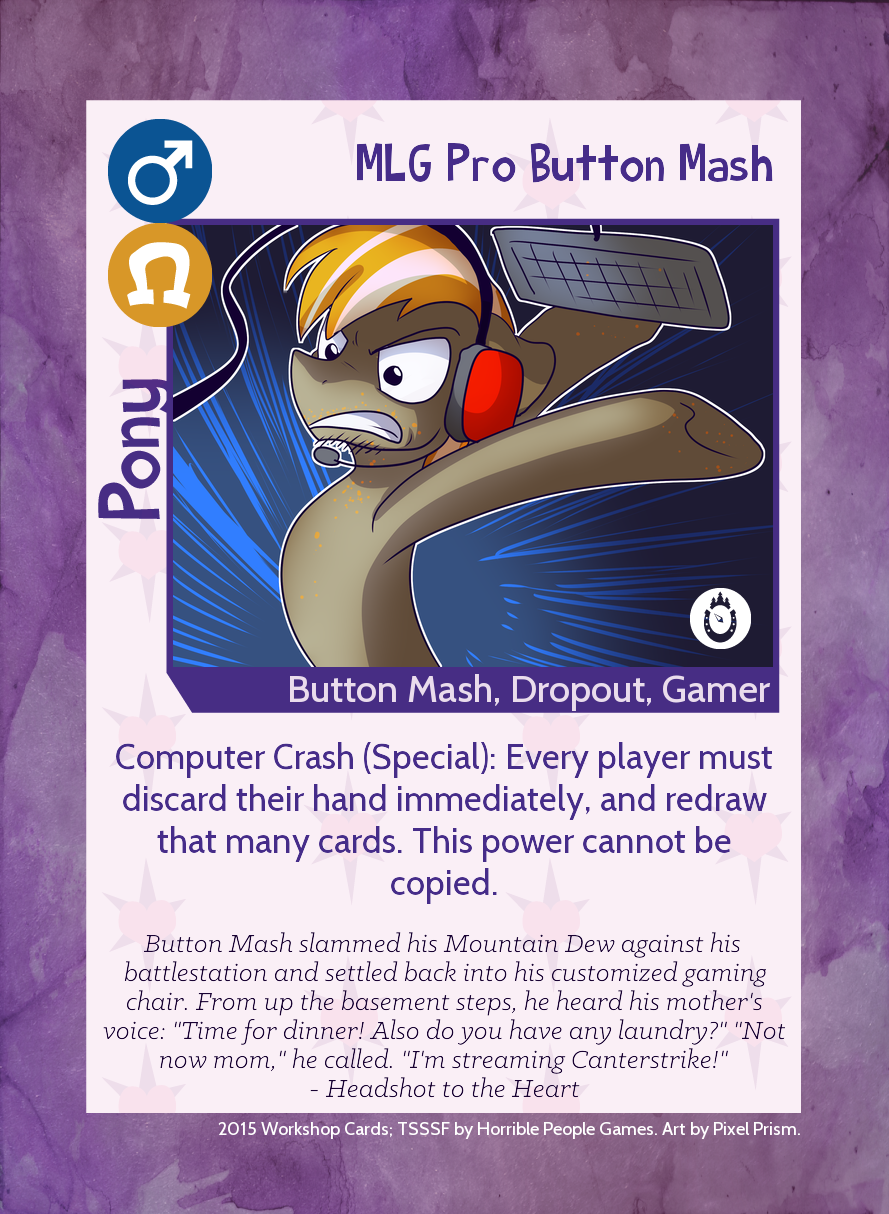 MLG Pro Button Mash
Pony
Button Mash, Dropout, Gamer
Computer Crash (Special): Every player must
discard their hand immediately, and redraw
that many cards. This power cannot be
copied.
Button Mash slammed his Mountain Dew against his
battlestation and settled back into his customized gaming
chair. From up the basement steps, he heard his mother's
voice: "Time for dinner! Also do you have any laundry?" "Not
now mom," he called. "I'm streaming Canterstrike!"
- Headshot to the Heart
2015 Workshop Cards; TSSSF by Horrible People Games. Art by Pixel Prism.